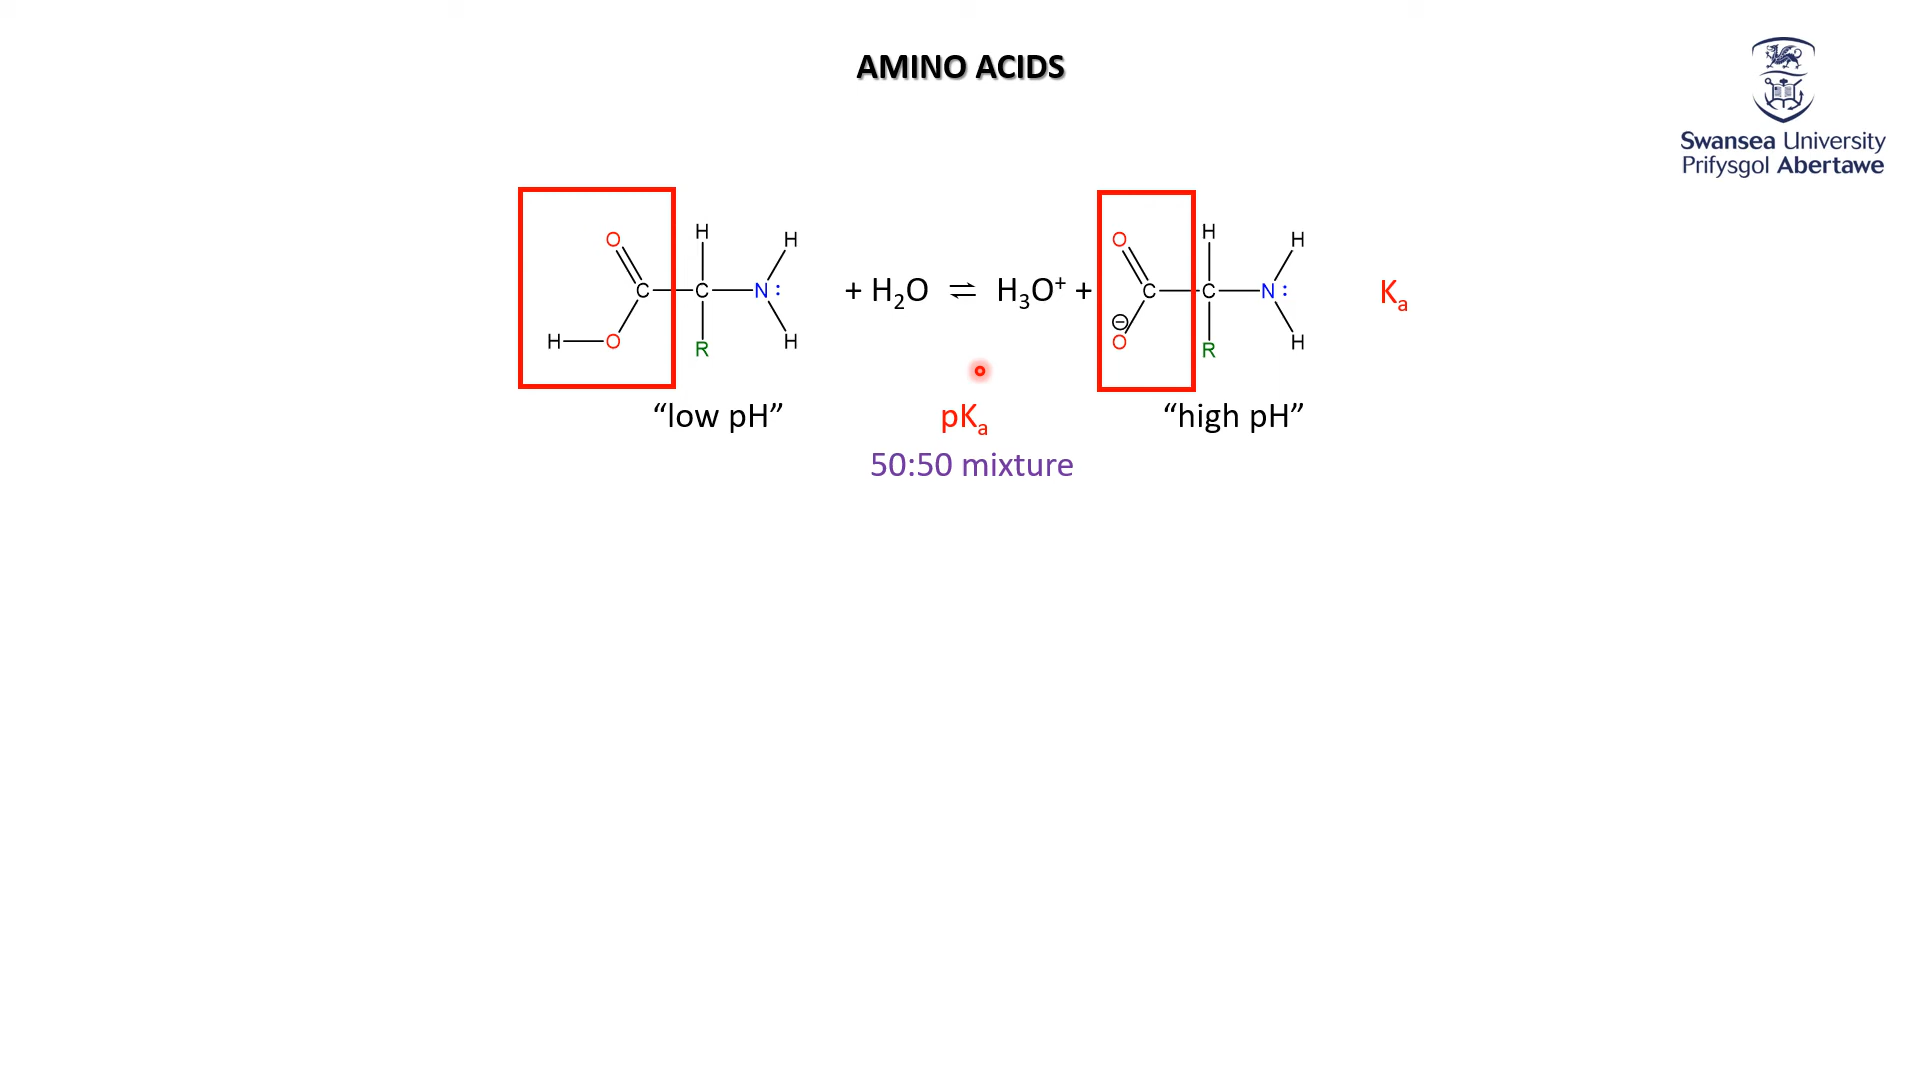 AMINO ACIDS
Swansea University
Prifysgol Abertawe
O H H
C C N: + H₂O ⇌ H₃O⁺ +
H O R H
O H H
C C N: Kₐ
⊖
O R H
“low pH” pKₐ “high pH”
50:50 mixture